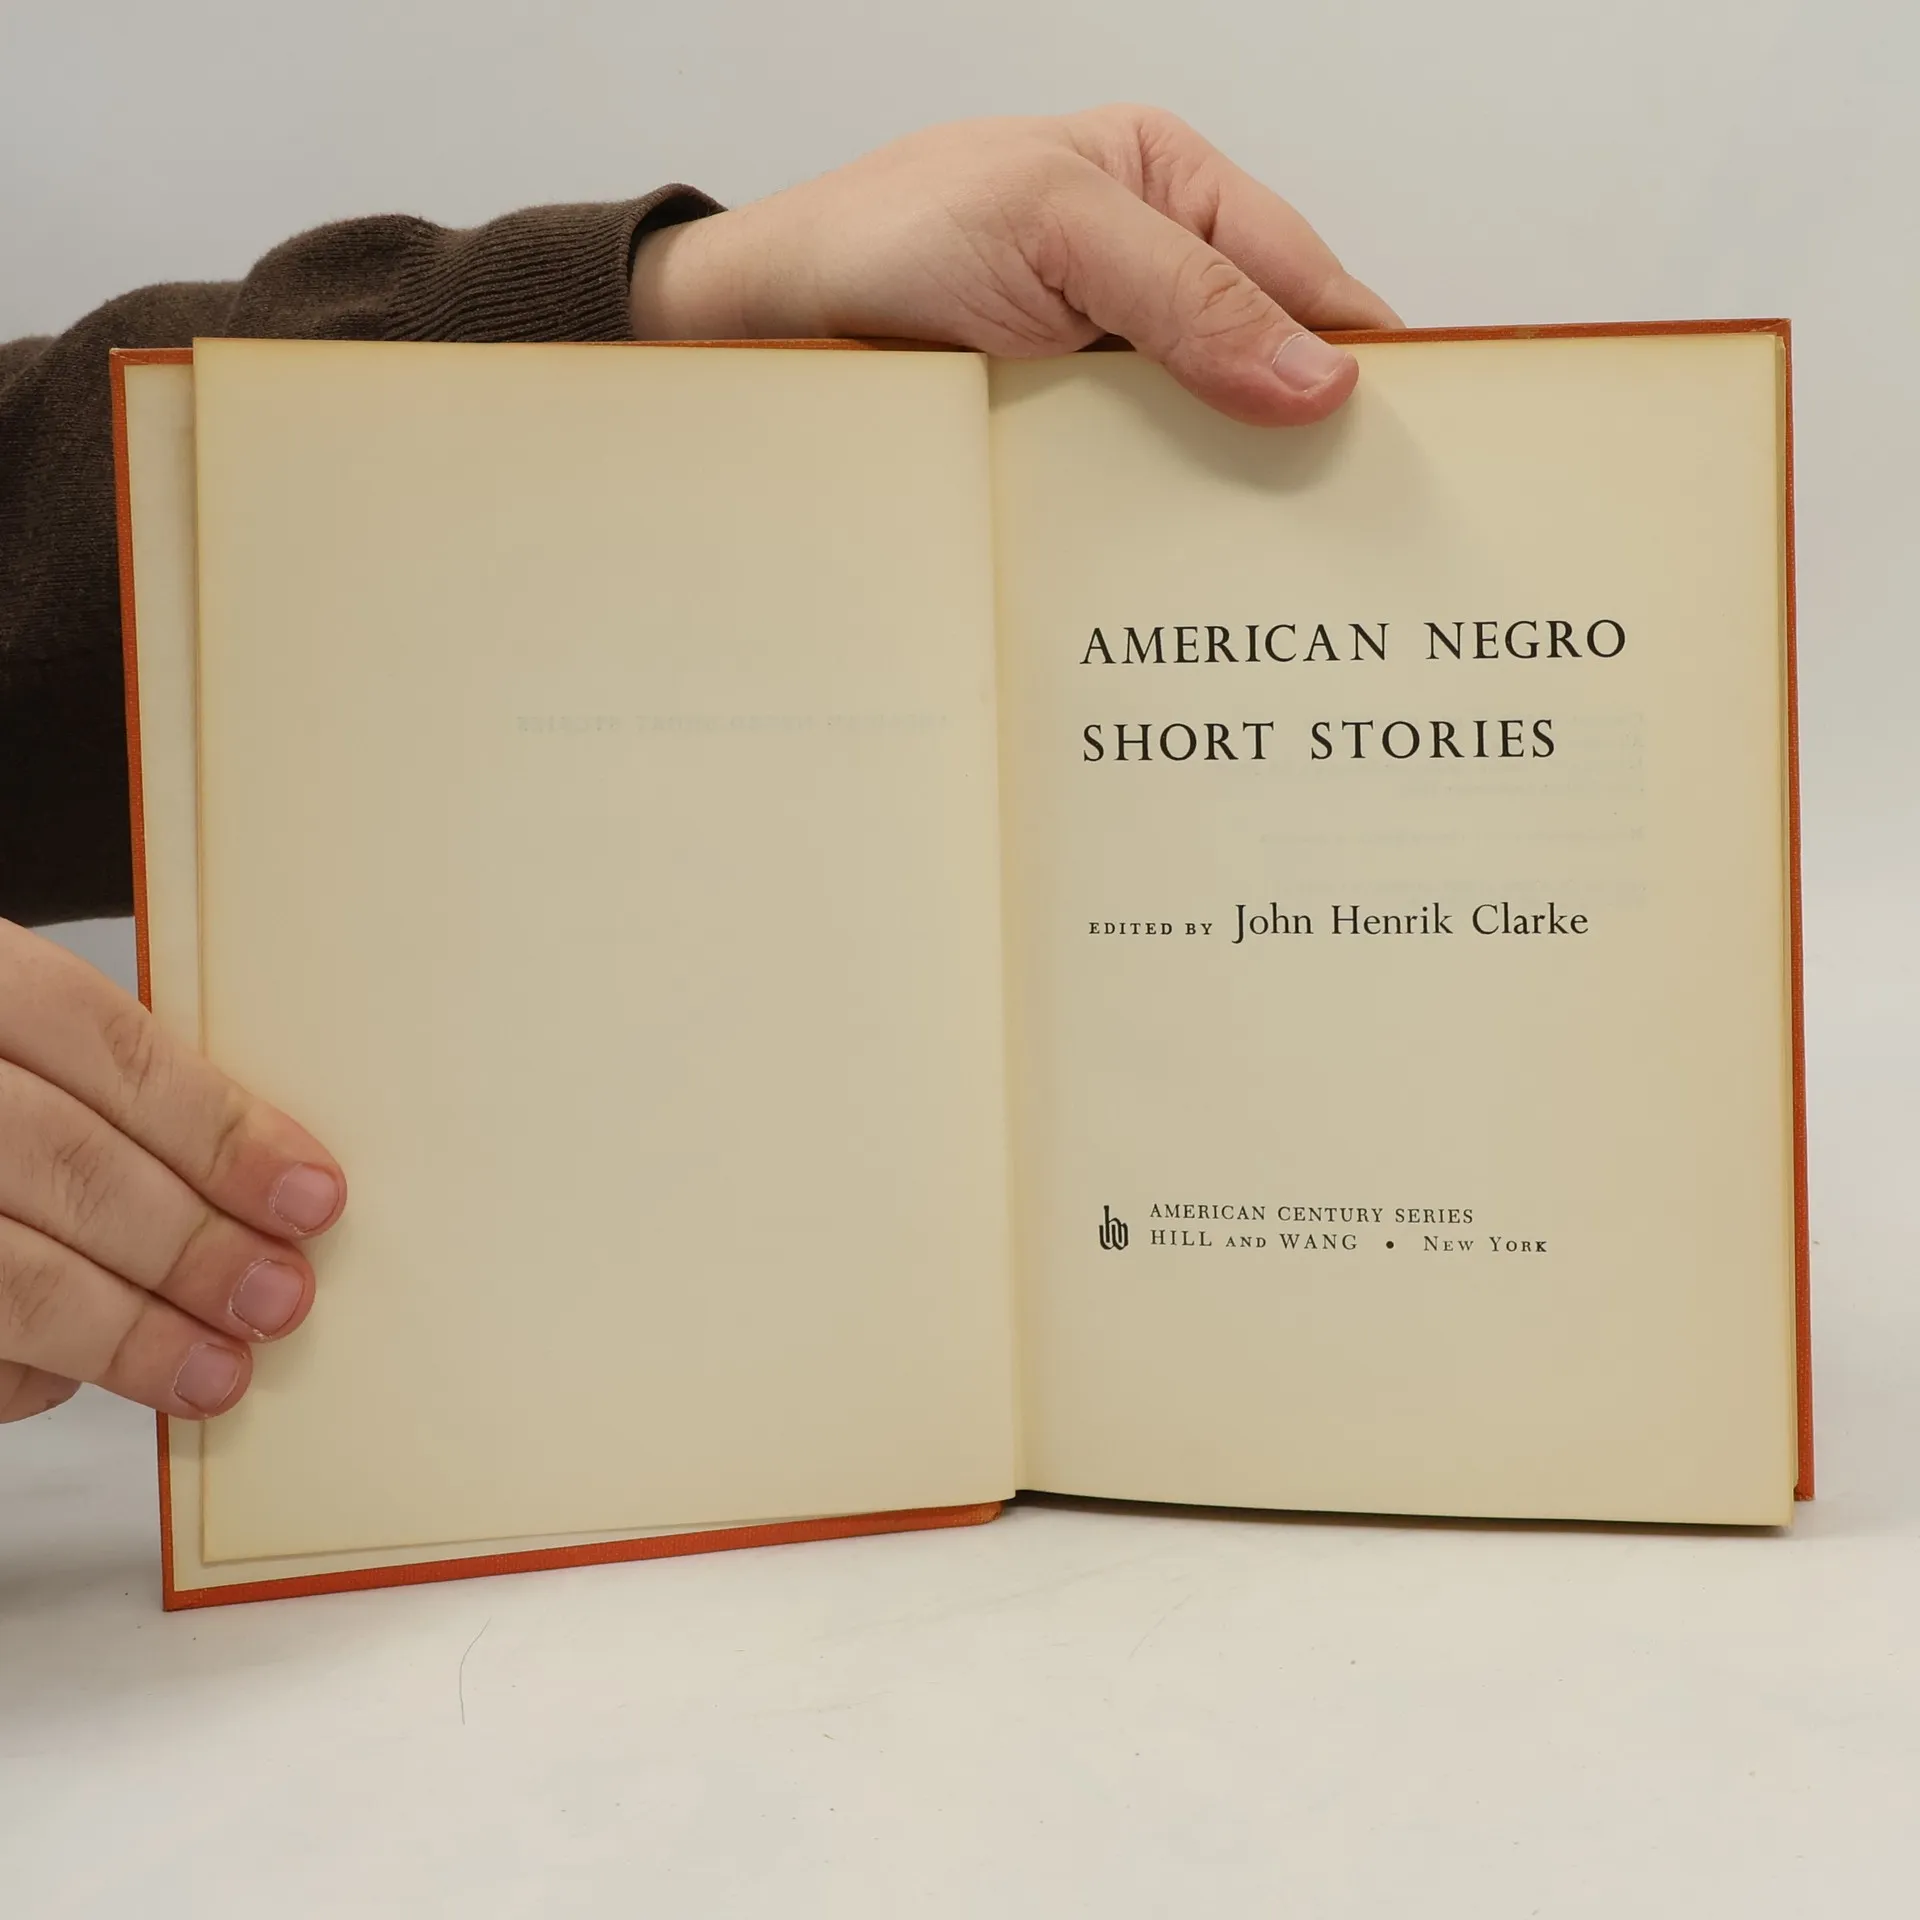 AMERICAN NEGRO
SHORT STORIES
EDITED BY John Henrik Clarke
AMERICAN CENTURY SERIES
HILL AND WANG • NEW YORK